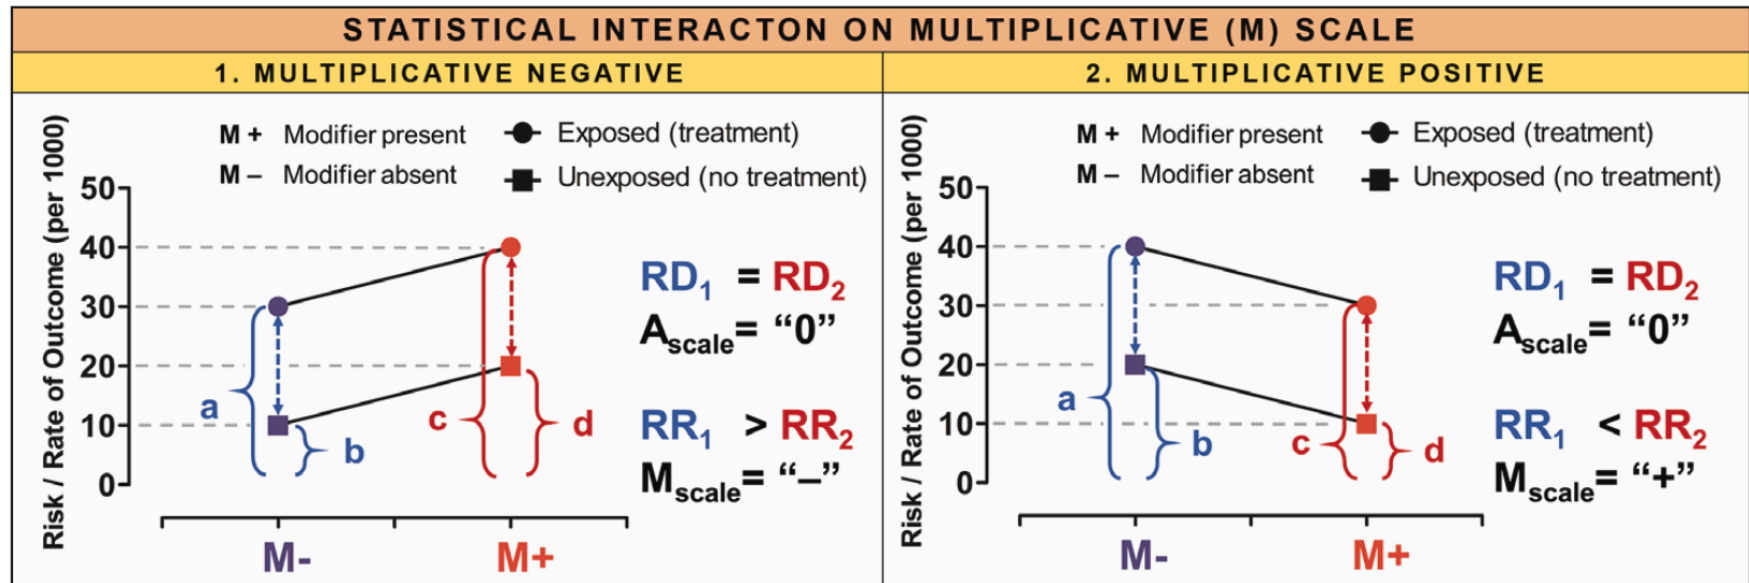 STATISTICAL INTERACTON ON MULTIPLICATIVE (M) SCALE
1. MULTIPLICATIVE NEGATIVE
Risk / Rate of Outcome (per 1000)
M + Modifier present
Exposed (treatment)
M – Modifier absent
Unexposed (no treatment)
50
40
30
20
10
0
a
b
c
d
RD1 = RD2
Ascale = “0”
RR1 > RR2
Mscale = “–”
M-
M+
2. MULTIPLICATIVE POSITIVE
Risk / Rate of Outcome (per 1000)
M + Modifier present
Exposed (treatment)
M – Modifier absent
Unexposed (no treatment)
50
40
30
20
10
0
a
b
c
d
RD1 = RD2
Ascale = “0”
RR1 < RR2
Mscale = “+”
M-
M+